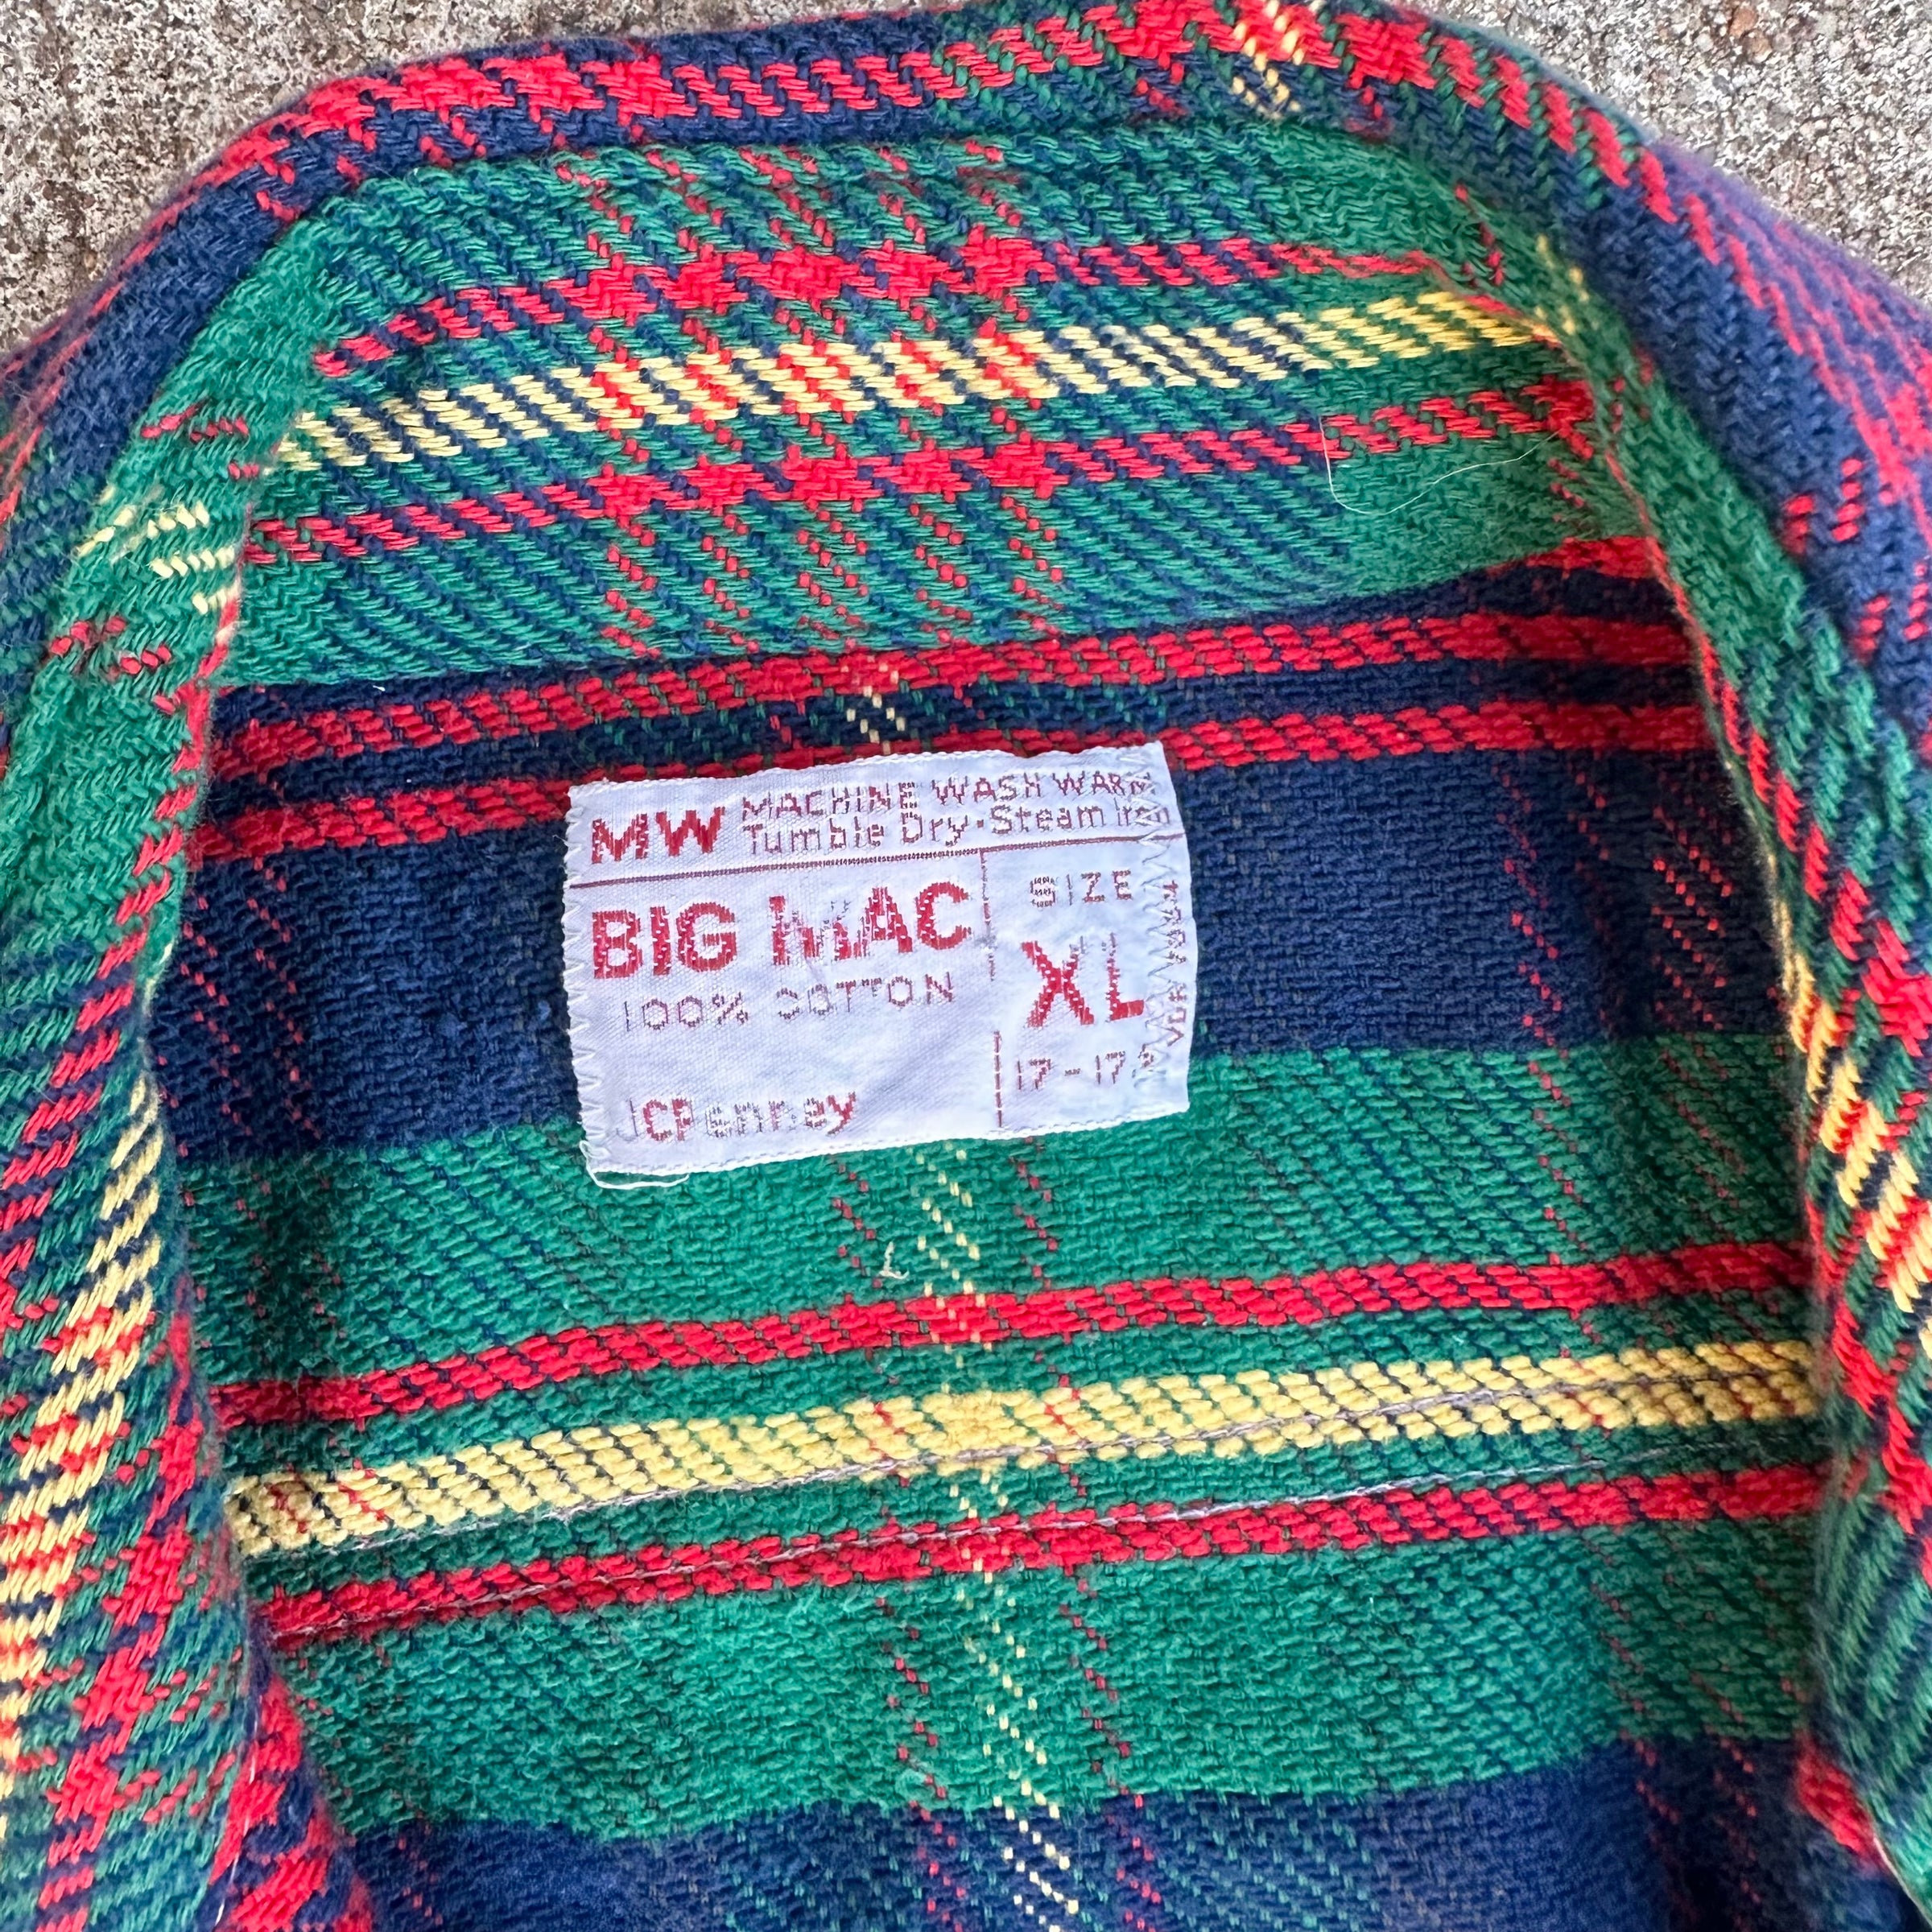 MW MACHINE WASH WARM
Tumble Dry·Steam Iron
BIG MAC
100% COTTON
JCPenney
SIZE
XL
17-17½